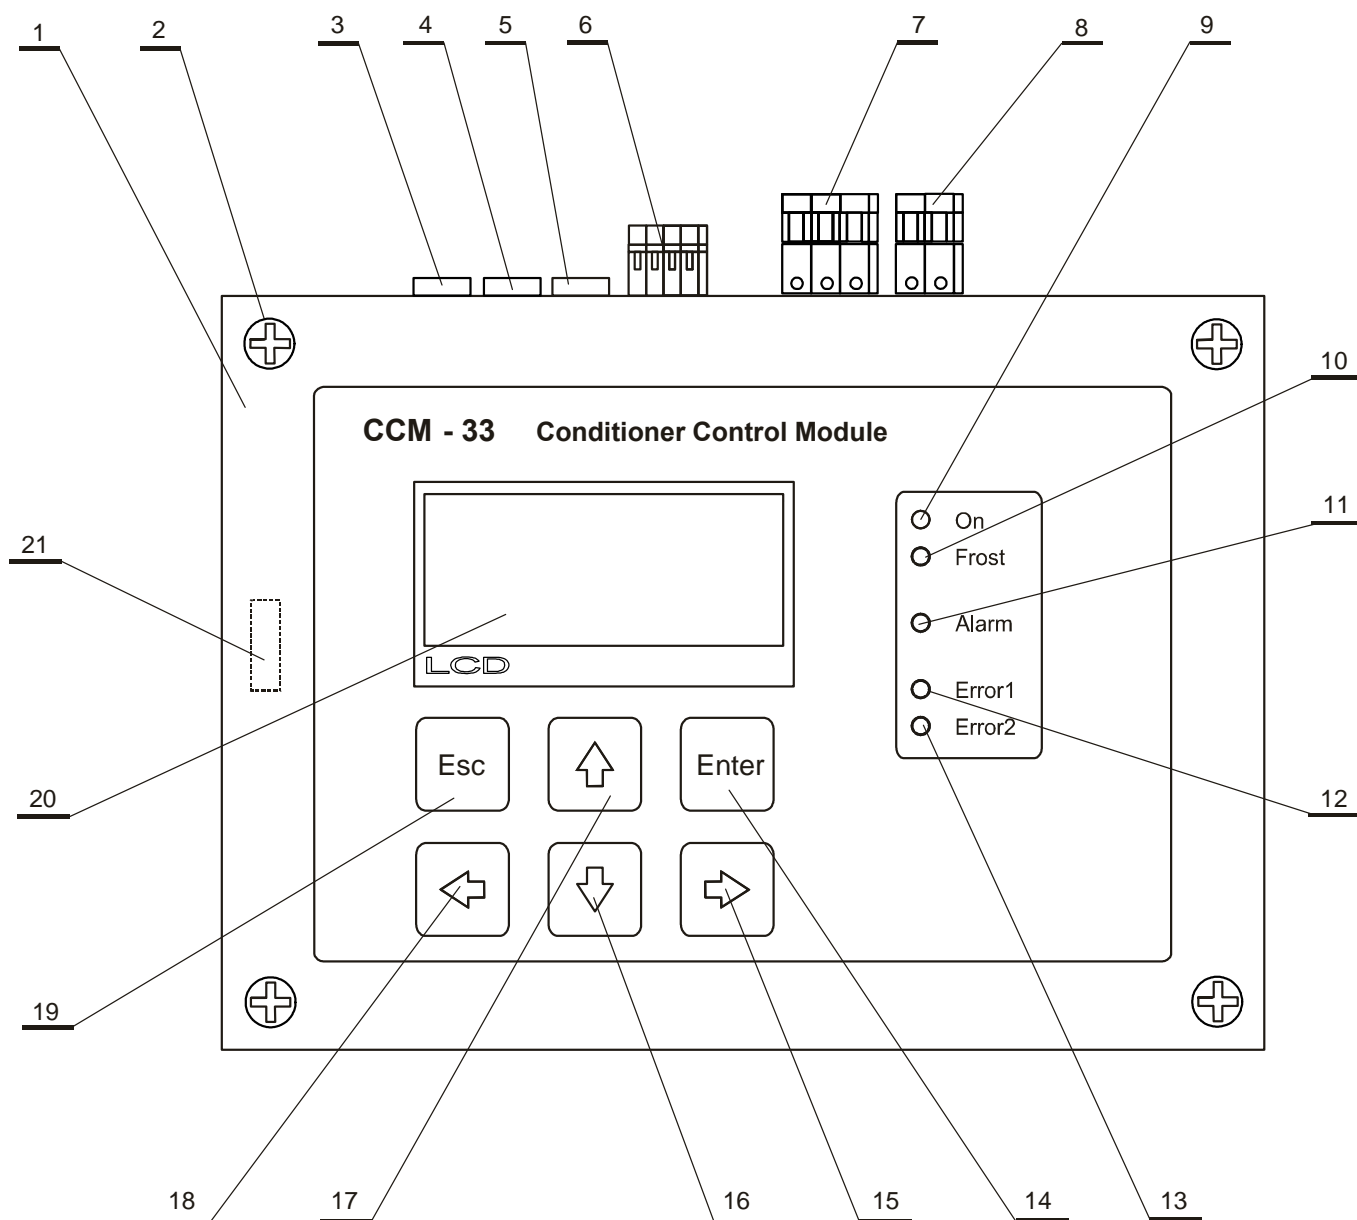 1 2 3 4 5 6 7 8 9
10
CCM - 33 Conditioner Control Module
11
On
21
Frost
Alarm
LCD
Error1
Error2
Esc Enter
20 12
19
18 17 16 15 14 13